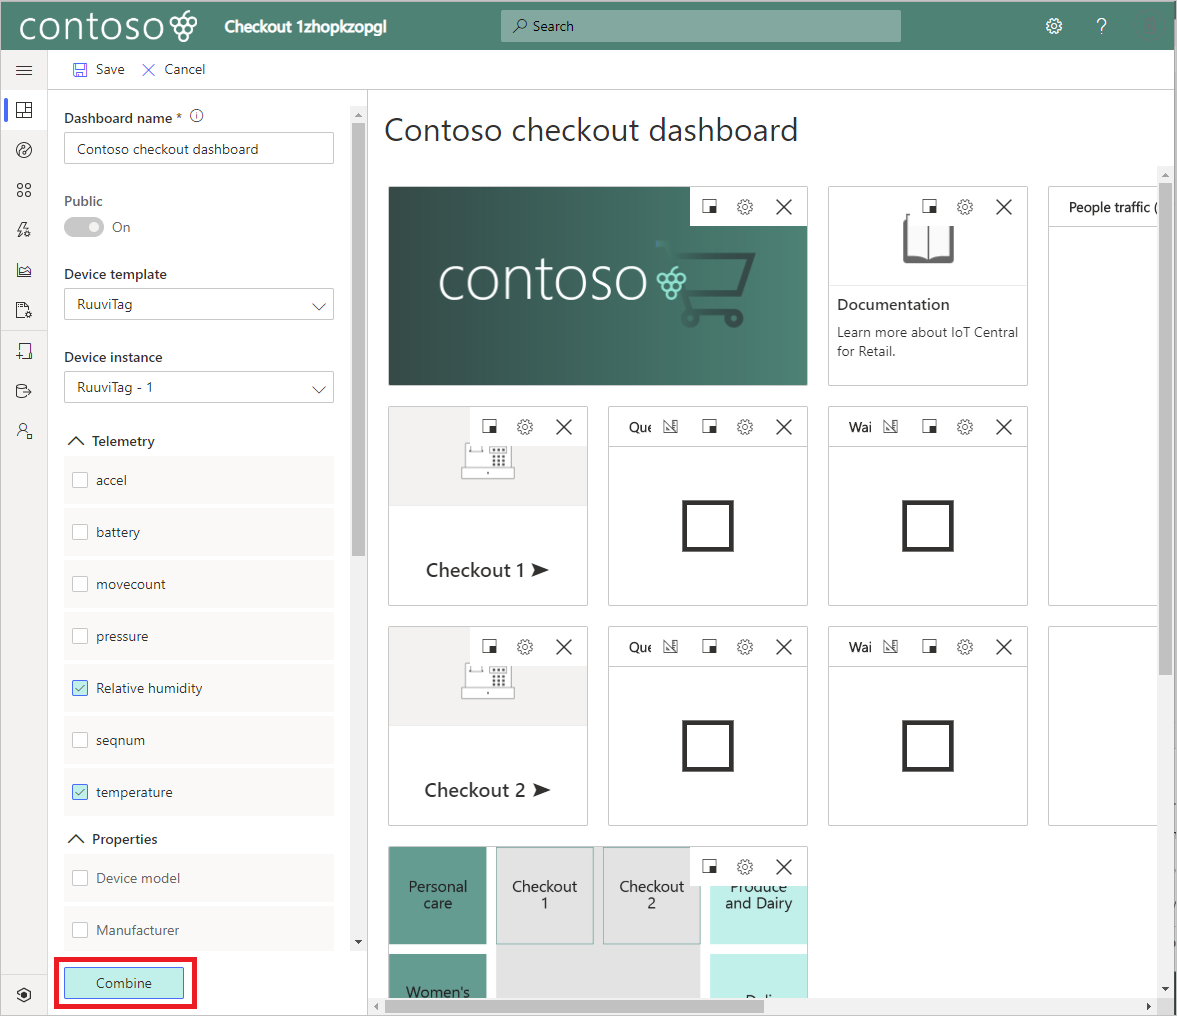 contoso
Checkout 1zhopkzopgl
Search
?
Save
Cancel
Dashboard name *
Contoso checkout dashboard
Public
On
Device template
RuuviTag
Device instance
RuuviTag - 1
Telemetry
accel
battery
movecount
pressure
Relative humidity
seqnum
temperature
Properties
Device model
Manufacturer
Combine
Contoso checkout dashboard
contoso
Documentation
Learn more about IoT Central
for Retail.
People traffic (
Checkout 1
Que
Wai
Checkout 2
Que
Wai
Personal
care
Checkout
1
Checkout
2
Produce
and Dairy
Women's